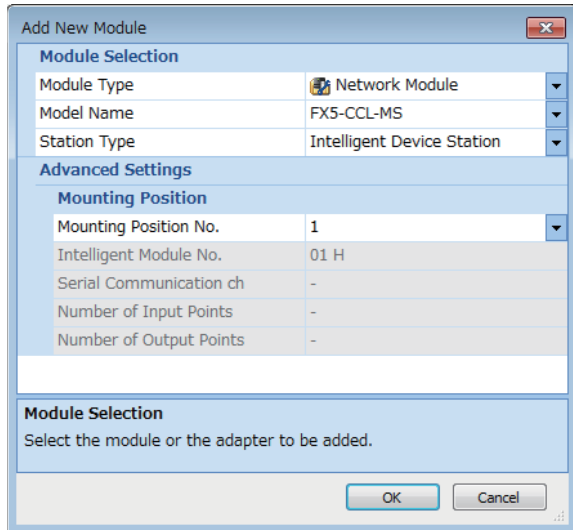 Add New Module
Module Selection
Module Type Network Module
Model Name FX5-CCL-MS
Station Type Intelligent Device Station
Advanced Settings
Mounting Position
Mounting Position No. 1
Intelligent Module No. 01 H
Serial Communication ch -
Number of Input Points -
Number of Output Points -
Module Selection
Select the module or the adapter to be added.
OK Cancel